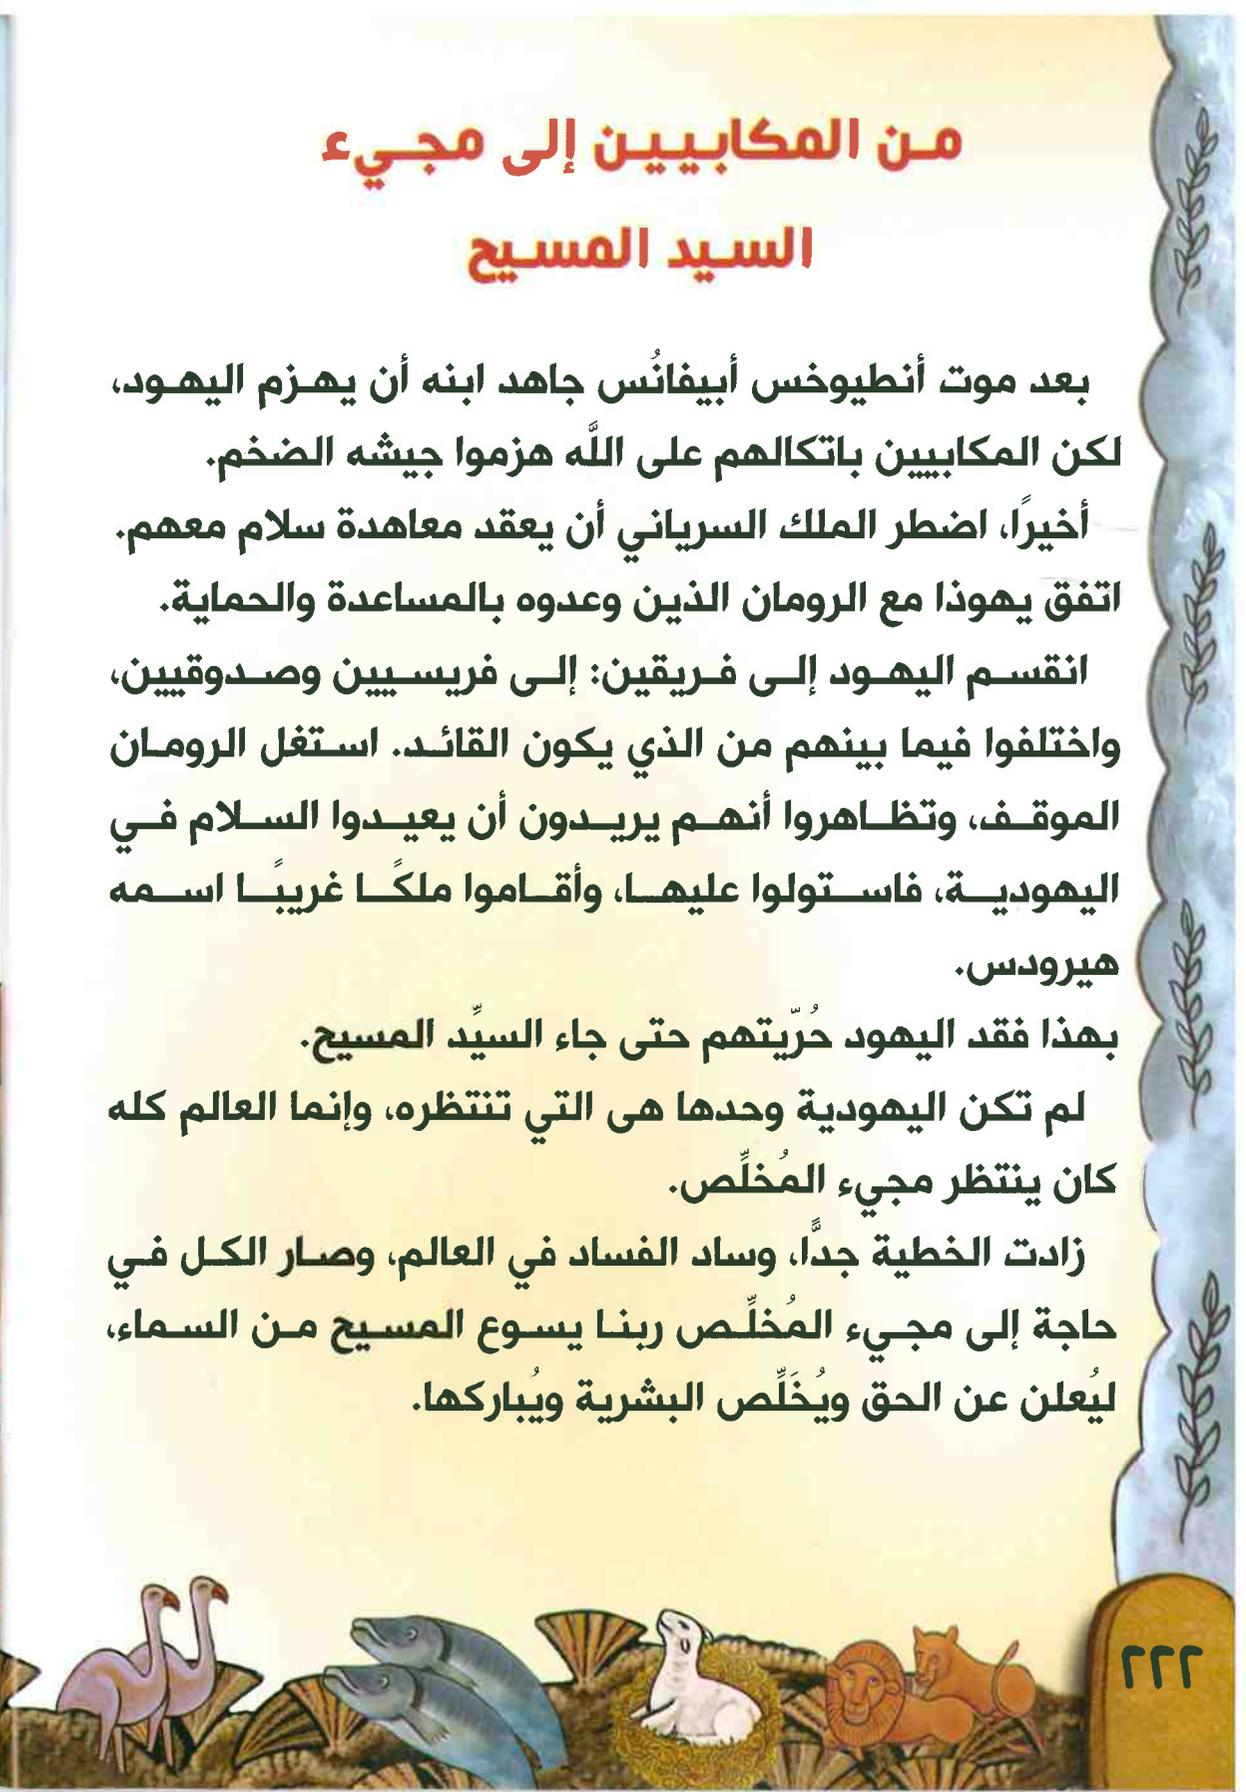 من المكابيين إلى مجيء
السيد المسيح
بعد موت أنطيوخس أبيفانُس جاهد ابنه أن يهزم اليهود،
لكن المكابيين باتكالهم على اللَّه هزموا جيشه الضخم.
أخيرًا، اضطر الملك السرياني أن يعقد معاهدة سلام معهم.
اتفق يهوذا مع الرومان الذين وعدوه بالمساعدة والحماية.
انقسم اليهود إلى فريقين: إلى فريسيين وصدوقيين،
واختلفوا فيما بينهم من الذي يكون القائد. استغل الرومان
الموقف، وتظاهروا أنهم يريدون أن يعيدوا السلام في
اليهودية، فاستولوا عليها، وأقاموا ملكًا غريبًا اسمه
هيرودس.
بهذا فقد اليهود حُرّيتهم حتى جاء السيِّد المسيح.
لم تكن اليهودية وحدها هى التي تنتظره، وإنما العالم كله
كان ينتظر مجيء المُخلِّص.
زادت الخطية جدًّا، وساد الفساد في العالم، وصار الكل في
حاجة إلى مجيء المُخلِّص ربنا يسوع المسيح من السماء،
ليُعلن عن الحق ويُخَلِّص البشرية ويُباركها.
٢٢٢